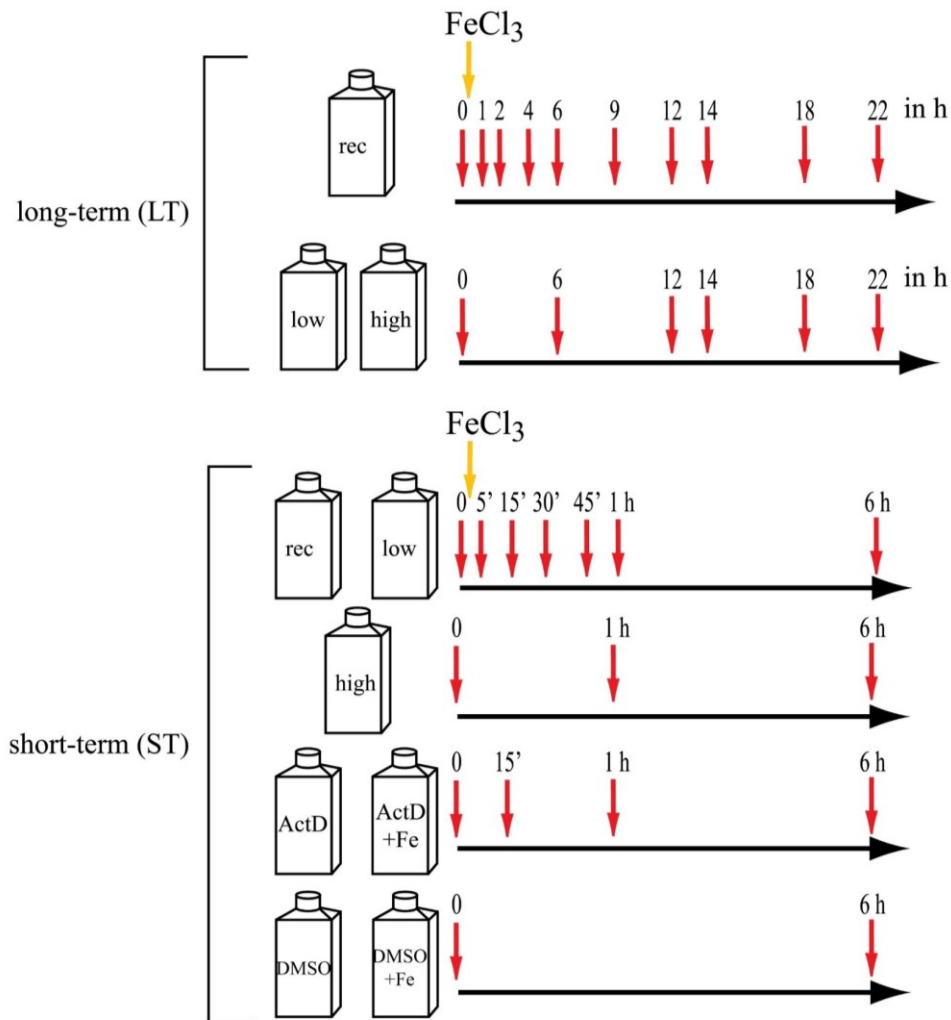 FeCl3
0 1 2 4 6 9 12 14 18 22 in h
rec
long-term (LT)
0 6 12 14 18 22 in h
low high
FeCl3
0 5’ 15’ 30’ 45’ 1 h 6 h
rec low
0 1 h 6 h
high
short-term (ST)
0 15’ 1 h 6 h
ActD ActD
+Fe
0 6 h
DMSO DMSO
+Fe